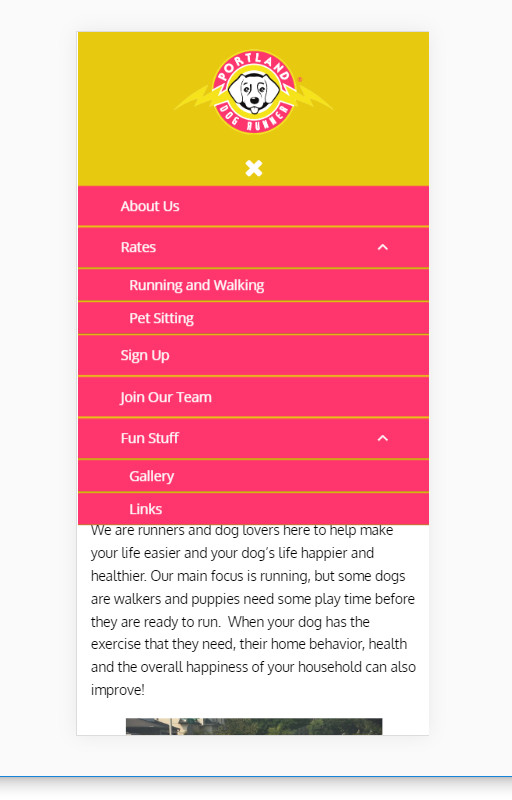 PORTLAND
DOG RUNNER
About Us
Rates
Running and Walking
Pet Sitting
Sign Up
Join Our Team
Fun Stuff
Gallery
Links
We are runners and dog lovers here to help make
your life easier and your dog’s life happier and
healthier. Our main focus is running, but some dogs
are walkers and puppies need some play time before
they are ready to run.  When your dog has the
exercise that they need, their home behavior, health
and the overall happiness of your household can also
improve!